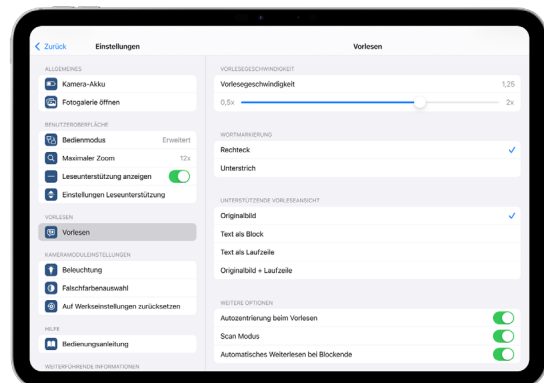 Zurück
Einstellungen
ALLGEMEINES
Kamera-Akku
Fotogalerie öffnen
BENUTZEROBERFLÄCHE
Bedienmodus Erweitert
Maximaler Zoom 12x
Leseunterstützung anzeigen
Einstellungen Leseunterstützung
VORLESEN
Vorlesen
KAMERAMODULEINSTELLUNGEN
Beleuchtung
Falschfarbenauswahl
Auf Werkseinstellungen zurücksetzen
HILFE
Bedienungsanleitung
WEITERFÜHRENDE INFORMATIONEN
Vorlesen
VORLESEGESCHWINDIGKEIT
Vorlesegeschwindigkeit 1,25
0,5x 2x
WORTMARKIERUNG
Rechteck
Unterstrich
UNTERSTÜTZENDE VORLESEANSICHT
Originalbild
Text als Block
Text als Laufzeile
Originalbild + Laufzeile
WEITERE OPTIONEN
Autozentrierung beim Vorlesen
Scan Modus
Automatisches Weiterlesen bei Blockende